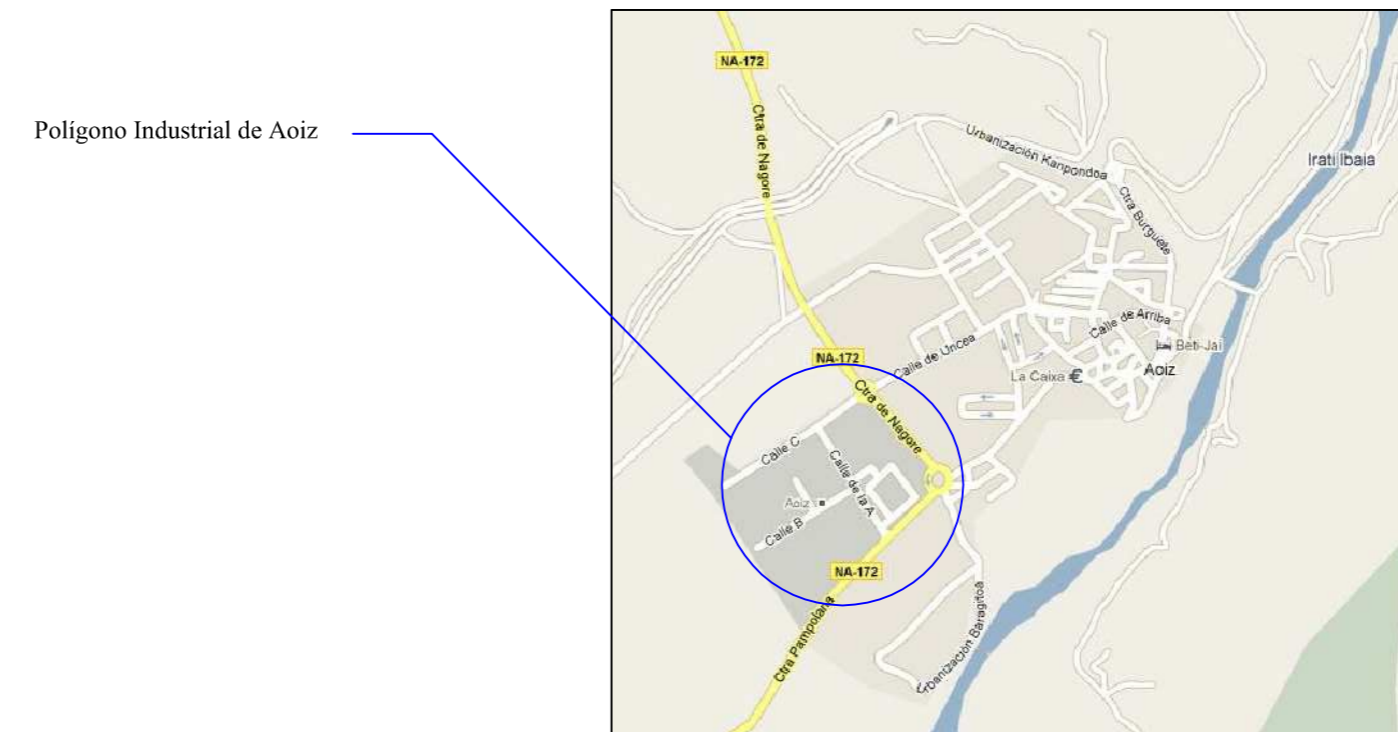 NA-172
Ctra de Nagore
Polígono Industrial de Aoiz
Urbanización Kanpondoa
Irati Ibaia
Ctra Burguete
Calle de Arriba
Beti-Jai
NA-172
Calle de Uncea
La Caixa €
Aoiz
Ctra de Nagore
Calle C
Calle de la A
Aoiz
Calle B
NA-172
Urbanización Baragitoa
Ctra Pampolana